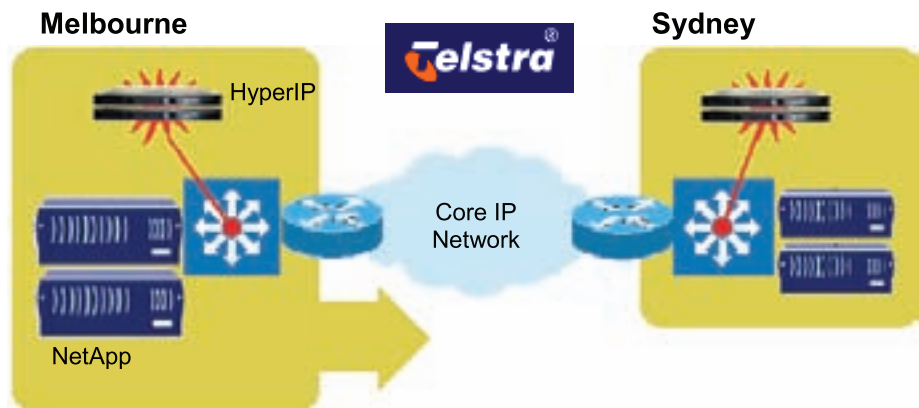 Melbourne
Telstra®
Sydney
HyperIP
Core IP
Network
NetApp